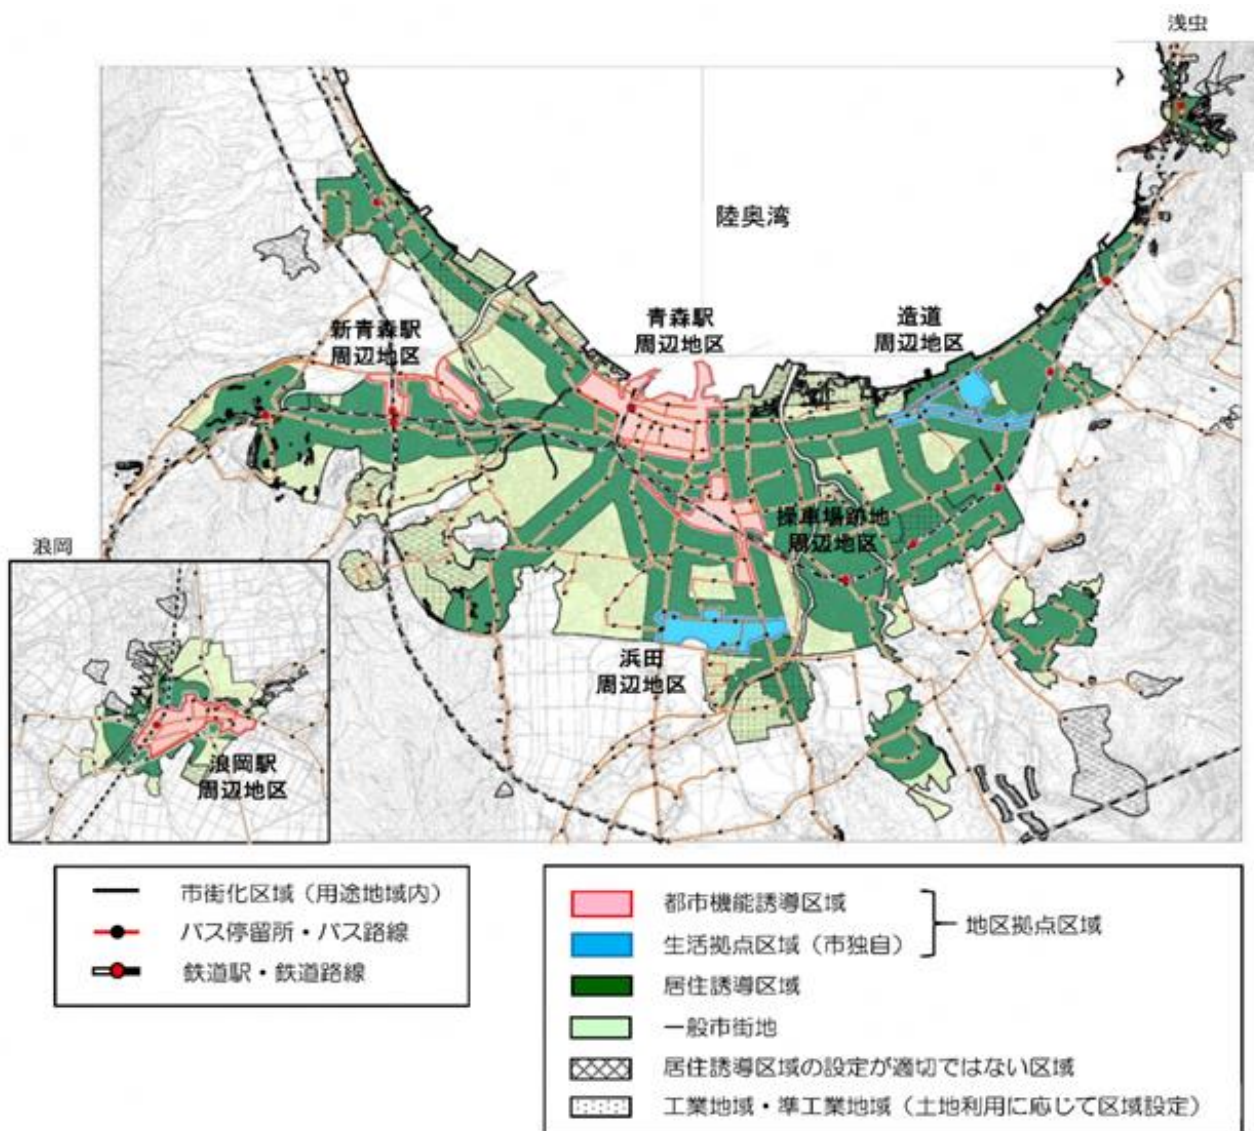 浅虫
陸奥湾
新青森駅
周辺地区
青森駅
周辺地区
造道
周辺地区
操車場跡地
周辺地区
浜田
周辺地区
浪岡
浪岡駅
周辺地区
市街化区域（用途地域内）
バス停留所・バス路線
鉄道駅・鉄道路線
都市機能誘導区域
生活拠点区域（市独自）
地区拠点区域
居住誘導区域
一般市街地
居住誘導区域の設定が適切ではない区域
工業地域・準工業地域（土地利用に応じて区域設定）